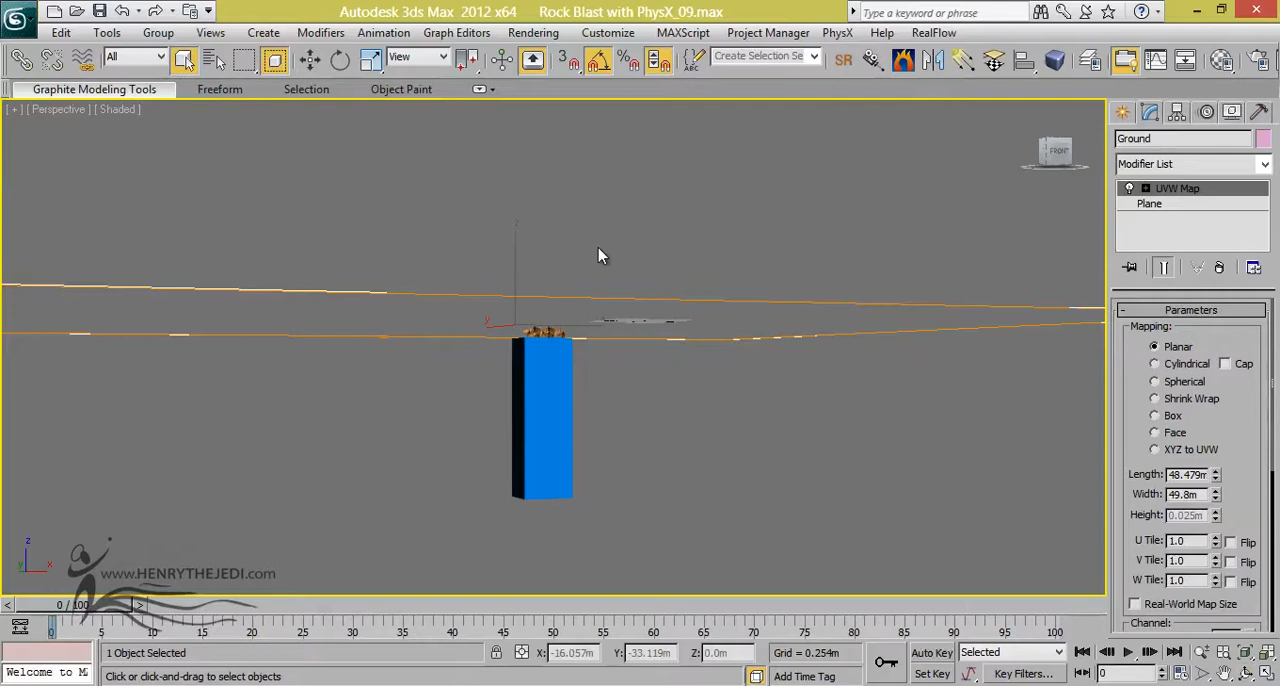 Autodesk 3ds Max 2012 x64 Rock Blast with PhysX_09.max
Type a keyword or phrase
Edit Tools Group Views Create Modifiers Animation Graph Editors Rendering Customize MAXScript Project Manager PhysX Help RealFlow
All View 3 Create Selection Se SR
Graphite Modeling Tools Freeform Selection Object Paint
[ + ] [ Perspective ] [ Shaded ]
FRONT
Ground
Modifier List
UVW Map
Plane
Parameters
Mapping:
Planar
Cylindrical Cap
Spherical
Shrink Wrap
Box
Face
XYZ to UVW
Length: 48.479m
Width: 49.8m
Height: 0.025m
U Tile: 1.0 Flip
V Tile: 1.0 Flip
W Tile: 1.0 Flip
Real-World Map Size
Channel:
z
y
x
z
y
x
www.HENRYTHEJEDI.com
0 / 100
0 5 10 15 20 25 30 35 40 45 50 55 60 65 70 75 80 85 90 95 100
1 Object Selected X: -16.057m Y: -33.119m Z: 0.0m Grid = 0.254m Auto Key Selected
Welcome to M Click or click-and-drag to select objects Add Time Tag Set Key Key Filters... 0